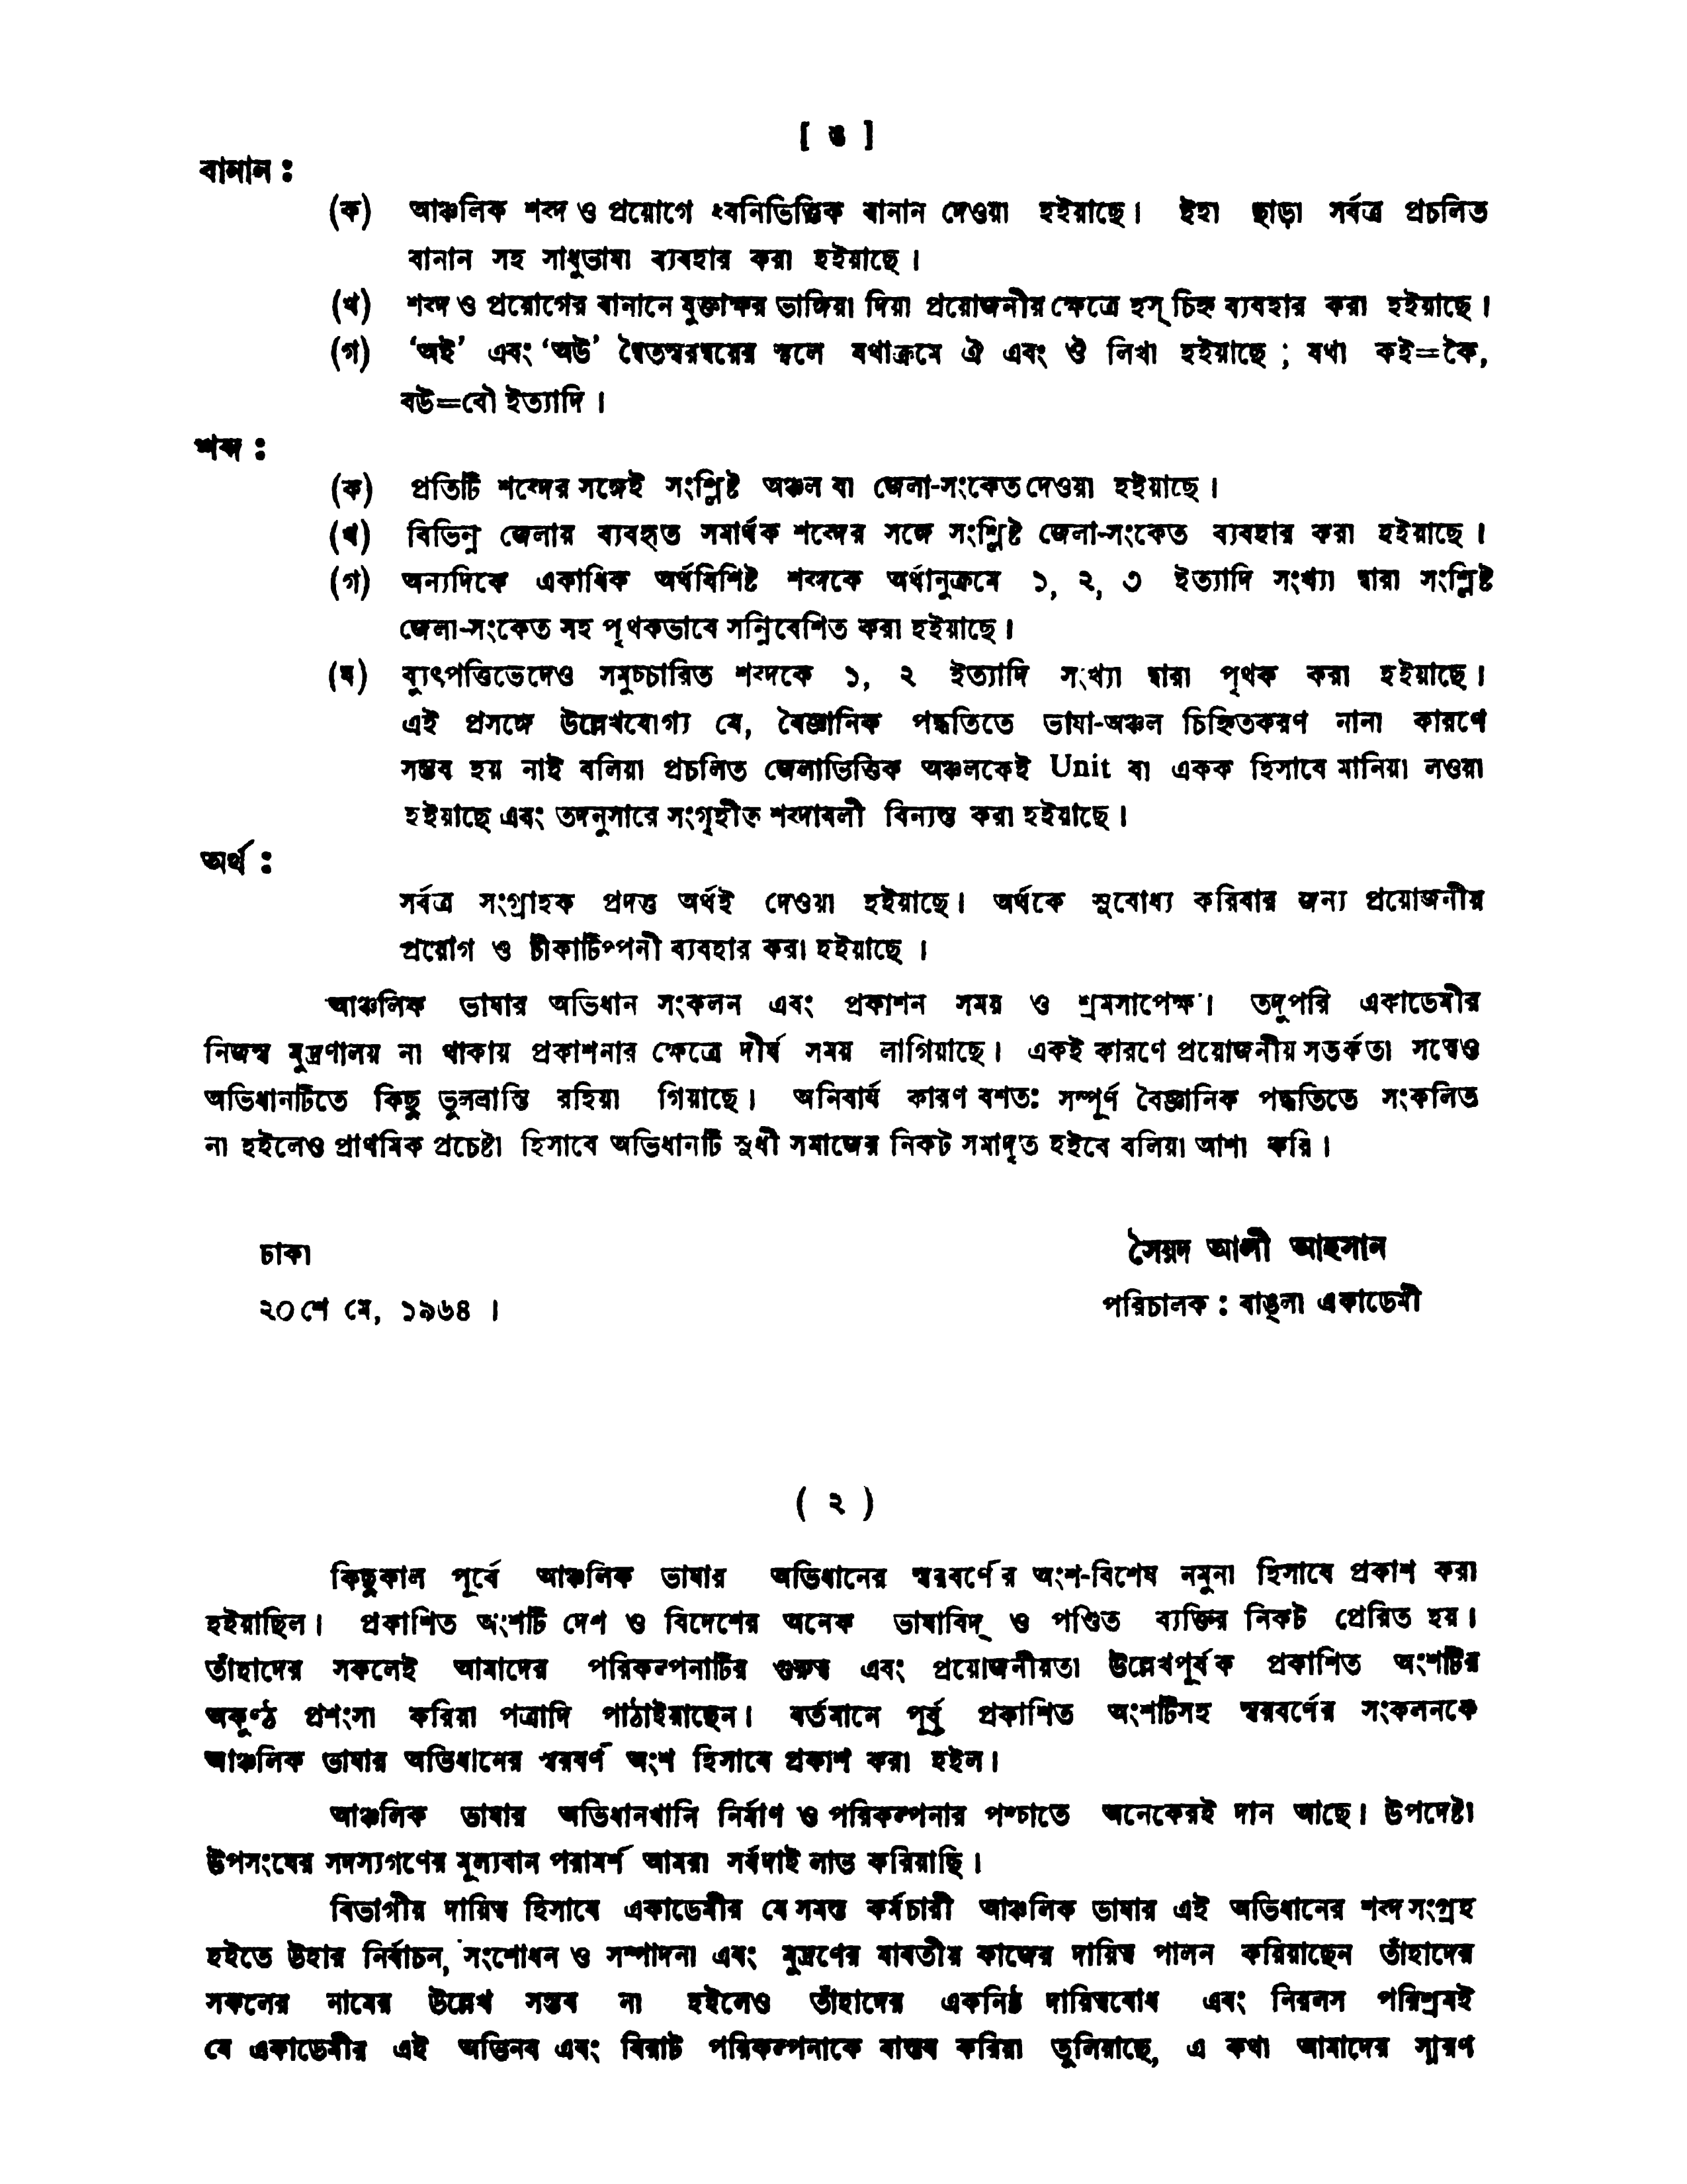 [ ঙ ]
বানান :
(ক) আঞ্চলিক শব্দ ও প্রয়োগে ধ্বনিভিত্তিক বানান দেওয়া হইয়াছে। ইহা ছাড়া সর্বত্র প্রচলিত
বানান সহ সাধুভাষা ব্যবহার করা হইয়াছে।
(খ) শব্দ ও প্রয়োগের বানানে যুক্তাক্ষর ভাঙ্গিয়া দিয়া প্রয়োজনীয় ক্ষেত্রে হস্ চিহ্ন ব্যবহার করা হইয়াছে।
(গ) ‘অই’ এবং ‘অউ’ দ্বৈতস্বরদ্বয়ের স্থলে যথাক্রমে ঐ এবং ঔ লিখা হইয়াছে ; যথা কই=কৈ,
বউ=বৌ ইত্যাদি।
শব্দ :
(ক) প্রতিটি শব্দের সঙ্গেই সংশ্লিষ্ট অঞ্চল বা জেলা-সংকেত দেওয়া হইয়াছে।
(খ) বিভিন্ন জেলায় ব্যবহৃত সমার্থক শব্দের সঙ্গে সংশ্লিষ্ট জেলা-সংকেত ব্যবহার করা হইয়াছে।
(গ) অন্যদিকে একাধিক অর্থবিশিষ্ট শব্দকে অর্থানুক্রমে ১, ২, ৩ ইত্যাদি সংখ্যা দ্বারা সংশ্লিষ্ট
জেলা-সংকেত সহ পৃথকভাবে সন্নিবেশিত করা হইয়াছে।
(ঘ) ব্যুৎপত্তিভেদেও সমুচ্চারিত শব্দকে ১, ২ ইত্যাদি সংখ্যা দ্বারা পৃথক করা হইয়াছে।
এই প্রসঙ্গে উল্লেখযোগ্য যে, বৈজ্ঞানিক পদ্ধতিতে ভাষা-অঞ্চল চিহ্নিতকরণ নানা কারণে
সম্ভব হয় নাই বলিয়া প্রচলিত জেলাভিত্তিক অঞ্চলকেই Unit বা একক হিসাবে মানিয়া লওয়া
হইয়াছে এবং তদনুসারে সংগৃহীত শব্দাবলী বিন্যস্ত করা হইয়াছে।
অর্থ :
সর্বত্র সংগ্রাহক প্রদত্ত অর্থই দেওয়া হইয়াছে। অর্থকে সুবোধ্য করিবার জন্য প্রয়োজনীয়
প্রয়োগ ও টীকাটিপ্পনী ব্যবহার করা হইয়াছে।
আঞ্চলিক ভাষার অভিধান সংকলন এবং প্রকাশন সময় ও শ্রমসাপেক্ষ। তদুপরি একাডেমীর
নিজস্ব মুদ্রণালয় না থাকায় প্রকাশনার ক্ষেত্রে দীর্ঘ সময় লাগিয়াছে। একই কারণে প্রয়োজনীয় সতর্কতা সত্ত্বেও
অভিধানটিতে কিছু ভুলভ্রান্তি রহিয়া গিয়াছে। অনিবার্য কারণ বশতঃ সম্পূর্ণ বৈজ্ঞানিক পদ্ধতিতে সংকলিত
না হইলেও প্রাথমিক প্রচেষ্টা হিসাবে অভিধানটি সুধী সমাজের নিকট সমাদৃত হইবে বলিয়া আশা করি।
ঢাকা
২০শে মে, ১৯৬৪।
সৈয়দ আলী আহসান
পরিচালক : বাঙ্‌লা একাডেমী
( ২ )
কিছুকাল পূর্বে আঞ্চলিক ভাষার অভিধানের স্বরবর্ণের অংশ-বিশেষ নমুনা হিসাবে প্রকাশ করা
হইয়াছিল। প্রকাশিত অংশটি দেশ ও বিদেশের অনেক ভাষাবিদ্ ও পণ্ডিত ব্যক্তির নিকট প্রেরিত হয়।
তাঁহাদের সকলেই আমাদের পরিকল্পনাটির গুরুত্ব এবং প্রয়োজনীয়তা উল্লেখপূর্বক প্রকাশিত অংশটির
অকুণ্ঠ প্রশংসা করিয়া পত্রাদি পাঠাইয়াছেন। বর্তমানে পূর্ব প্রকাশিত অংশটিসহ স্বরবর্ণের সংকলনকে
আঞ্চলিক ভাষার অভিধানের স্বরবর্ণ অংশ হিসাবে প্রকাশ করা হইল।
আঞ্চলিক ভাষার অভিধানখানি নির্মাণ ও পরিকল্পনার পশ্চাতে অনেকেরই দান আছে। উপদেষ্টা
উপসংঘের সদস্যগণের মূল্যবান পরামর্শ আমরা সর্বদাই লাভ করিয়াছি।
বিভাগীয় দায়িত্ব হিসাবে একাডেমীর যে সমস্ত কর্মচারী আঞ্চলিক ভাষার এই অভিধানের শব্দ সংগ্রহ
হইতে উহার নির্বাচন, সংশোধন ও সম্পাদনা এবং মুদ্রণের যাবতীয় কাজের দায়িত্ব পালন করিয়াছেন তাঁহাদের
সকলের নামের উল্লেখ সম্ভব না হইলেও তাঁহাদের একনিষ্ঠ দায়িত্ববোধ এবং নিরলস পরিশ্রমই
যে একাডেমীর এই অভিনব এবং বিরাট পরিকল্পনাকে বাস্তব করিয়া তুলিয়াছে, এ কথা আমাদের স্মরণ